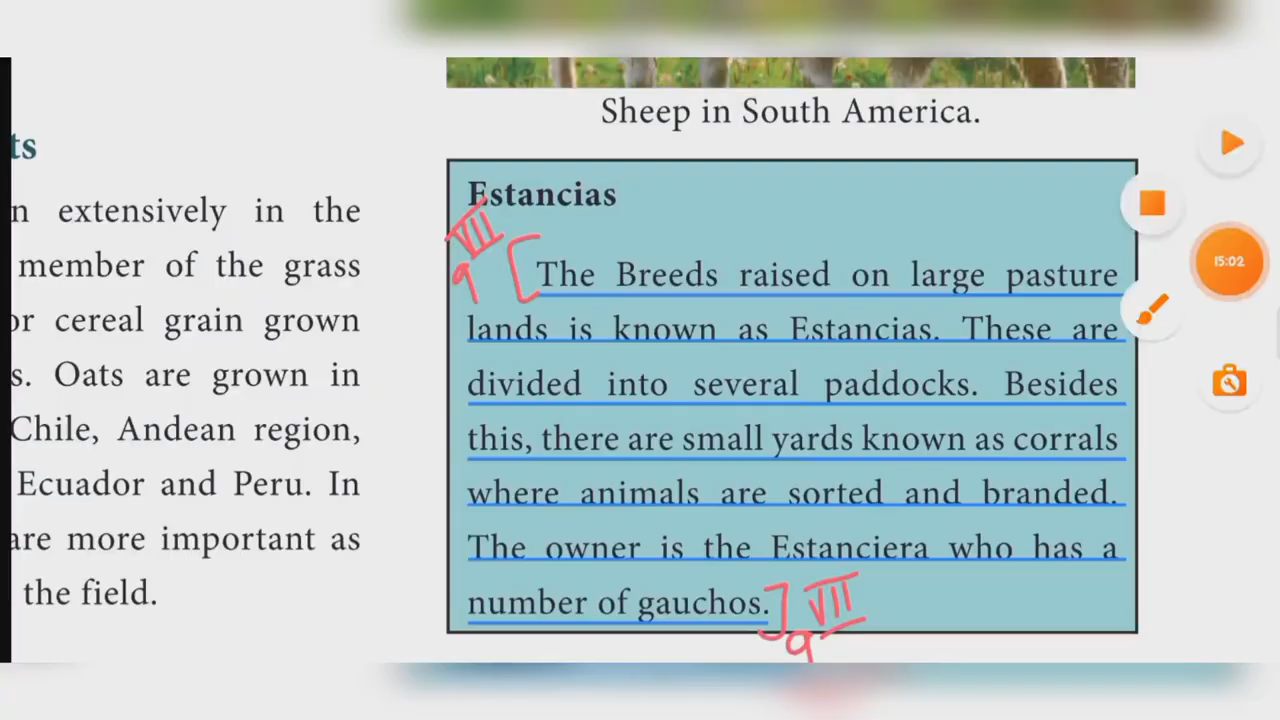 Sheep in South America.
ts
n extensively in the
member of the grass
or cereal grain grown
s. Oats are grown in
Chile, Andean region,
Ecuador and Peru. In
are more important as
the field.
Estancias
VII
9
[The Breeds raised on large pasture
lands is known as Estancias. These are
divided into several paddocks. Besides
this, there are small yards known as corrals
where animals are sorted and branded.
The owner is the Estanciera who has a
number of gauchos.] VII
9
15:02